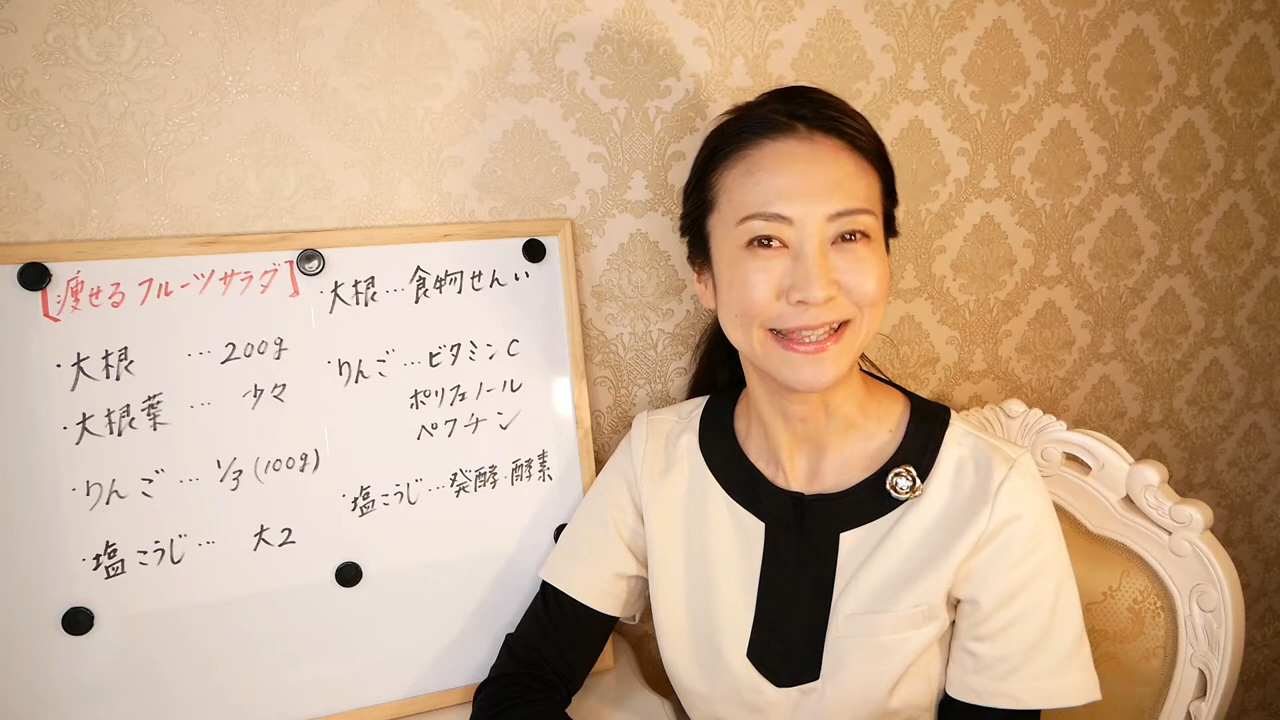 【痩せるフルーツサラダ】
・大根 …200g
・大根葉 … 少々
・りんご… 1/3(100g)
・塩こうじ… 大2
・大根…食物せんい
・りんご…ビタミンC
ポリフェノール
ペクチン
・塩こうじ…発酵・酵素